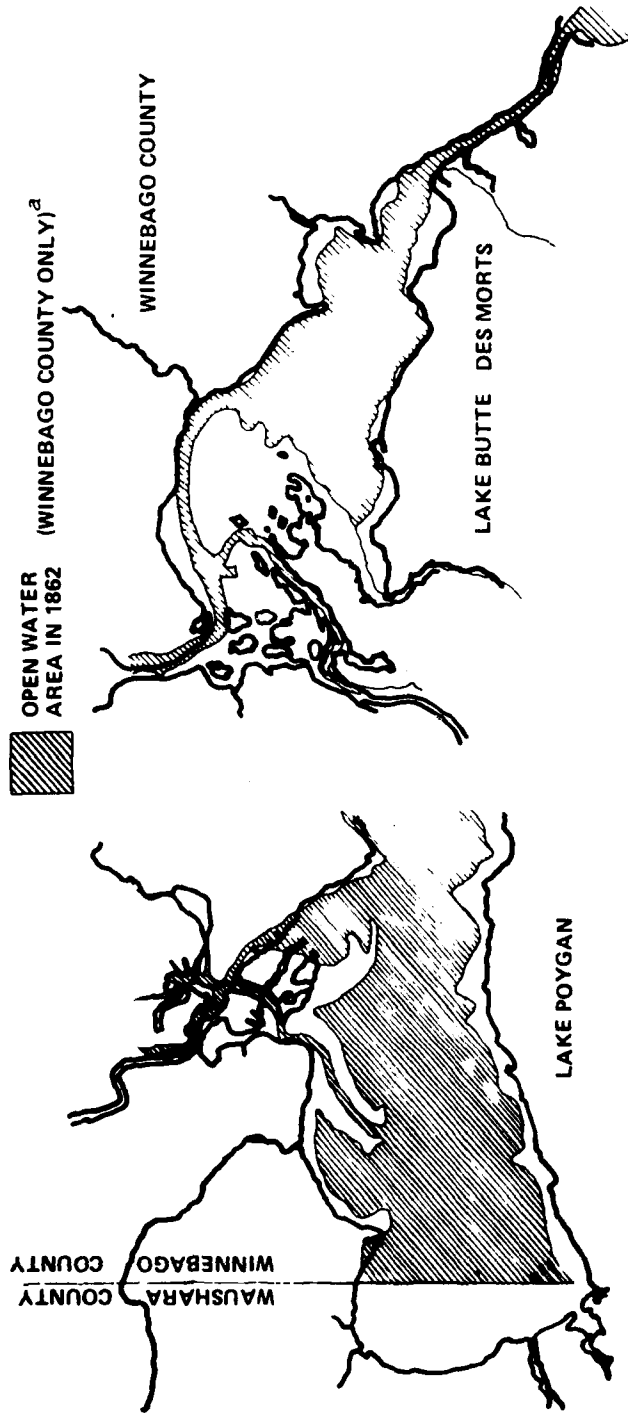 OPEN WATER
AREA IN 1862
(WINNEBAGO COUNTY ONLY)a
WINNEBAGO COUNTY
LAKE BUTTE DES MORTS
WAUSHARA COUNTY
WINNEBAGO COUNTY
LAKE POYGAN